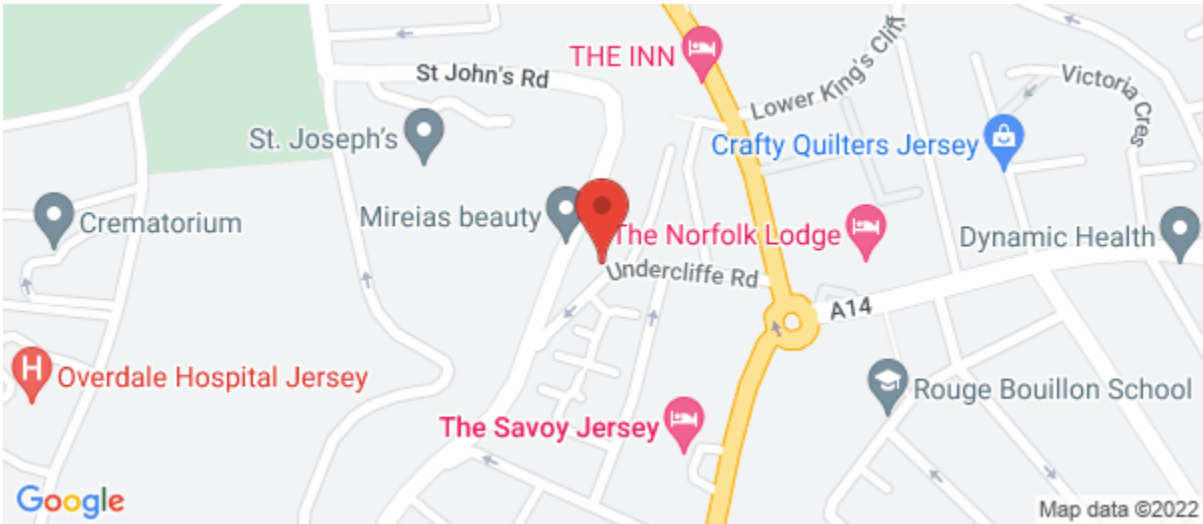 THE INN
St John's Rd
Lower King's Cliff
Victoria Cres
St. Joseph's
Crafty Quilters Jersey
Crematorium
Mireias beauty
The Norfolk Lodge
Dynamic Health
Undercliffe Rd
A14
Overdale Hospital Jersey
H
Rouge Bouillon School
The Savoy Jersey
Google
Map data ©2022